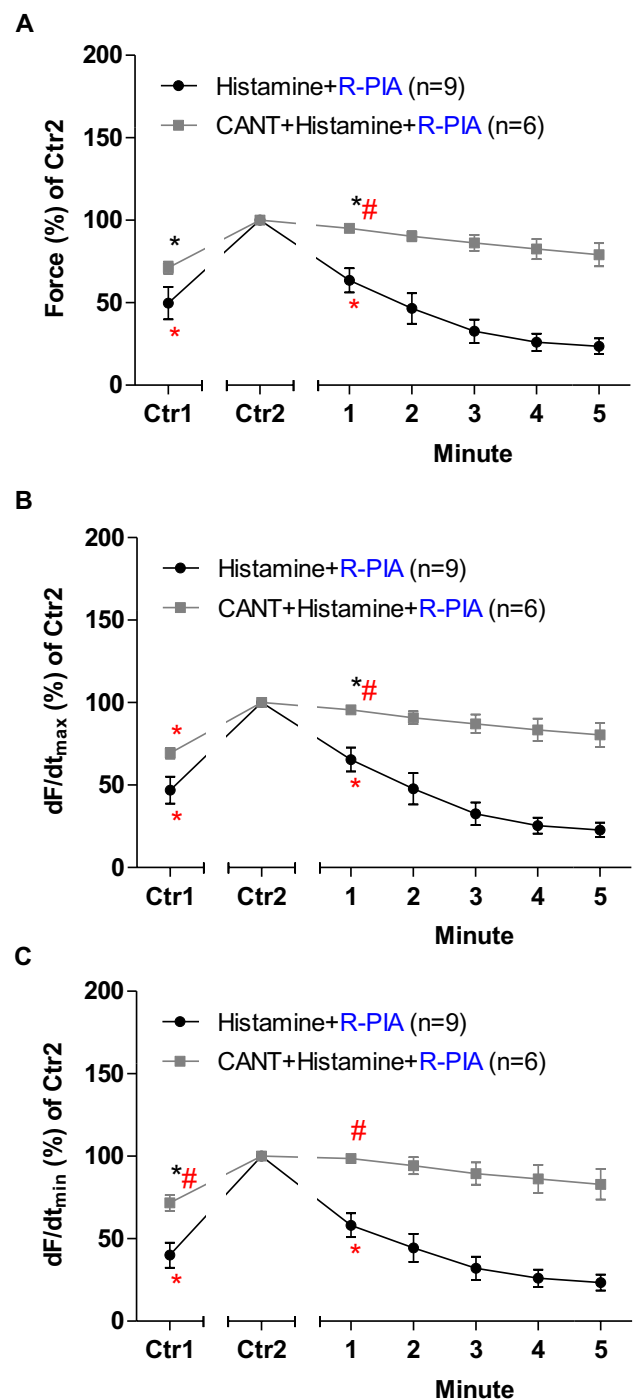 A
200
150
100
50
0
Force (%) of Ctr2
Histamine+R-PIA (n=9)
CANT+Histamine+R-PIA (n=6)
*
*
*#
*
Ctr1 Ctr2 1 2 3 4 5
Minute
B
200
150
100
50
0
dF/dtmax (%) of Ctr2
Histamine+R-PIA (n=9)
CANT+Histamine+R-PIA (n=6)
*
*
*#
*
Ctr1 Ctr2 1 2 3 4 5
Minute
C
200
150
100
50
0
dF/dtmin (%) of Ctr2
Histamine+R-PIA (n=9)
CANT+Histamine+R-PIA (n=6)
*#
*
#
*
Ctr1 Ctr2 1 2 3 4 5
Minute